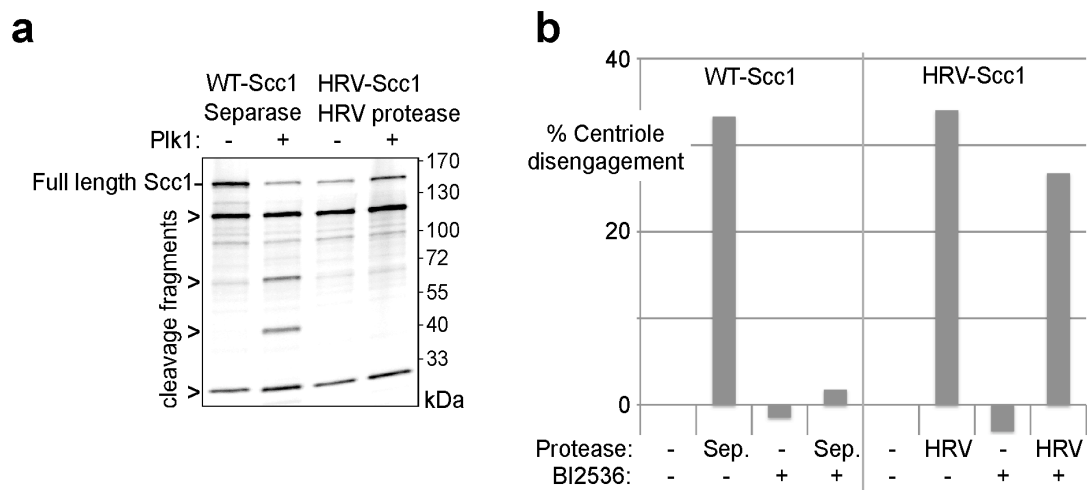 a
WT-Scc1 HRV-Scc1
Separase HRV protease
Plk1: - + - +
Full length Scc1
cleavage fragments
> > > >
170
130
100
72
55
40
33
kDa
b
40
WT-Scc1 HRV-Scc1
% Centriole
disengagement
20
0
Protease: - Sep. - Sep. - HRV - HRV
BI2536: - - + + - - + +